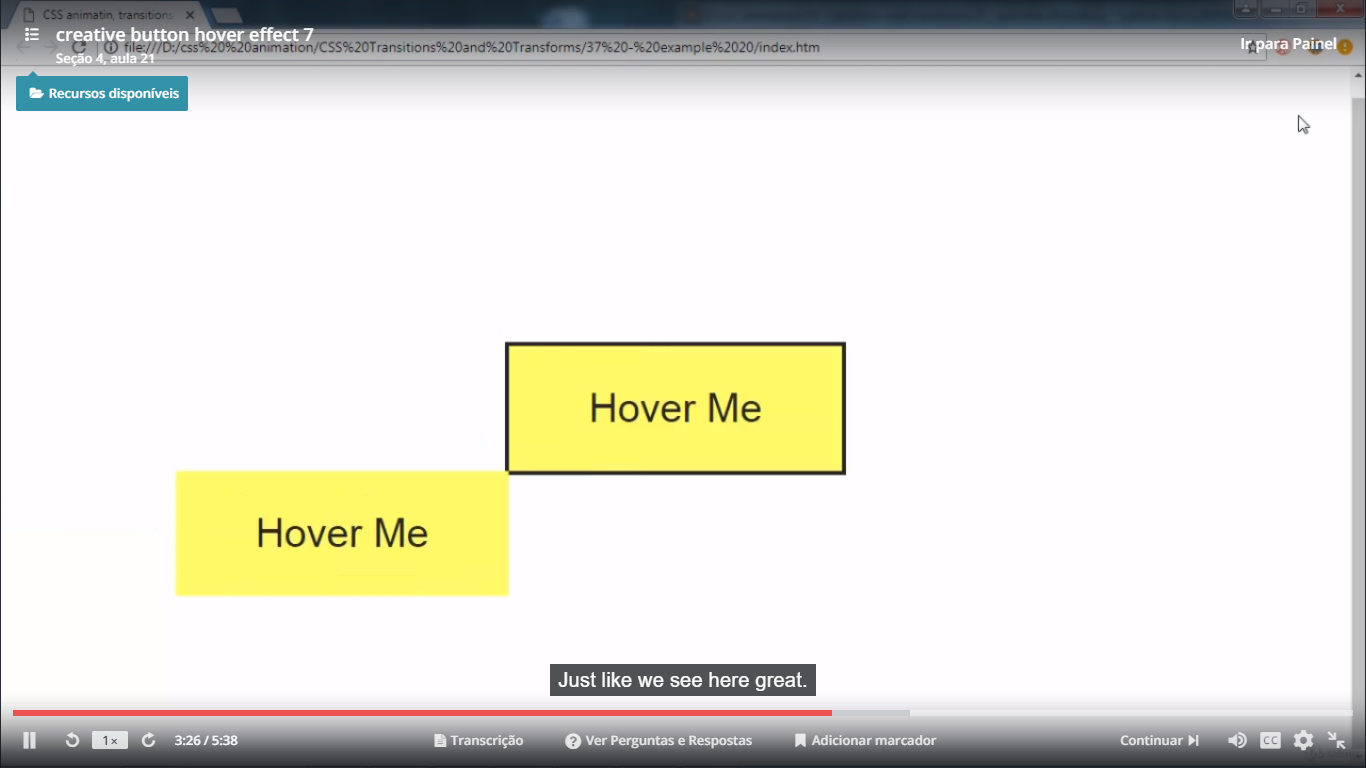 CSS animatin, transitions
creative button hover effect 7
file:///D:/css%20%20animation/CSS%20Transitions%20and%20Transforms/37%20-%20example%2020/index.htm
Ir para Painel
Seção 4, aula 21
Recursos disponíveis
Hover Me
Hover Me
Just like we see here great.
1×
3:26 / 5:38
Transcrição
Ver Perguntas e Respostas
Adicionar marcador
Continuar
CC